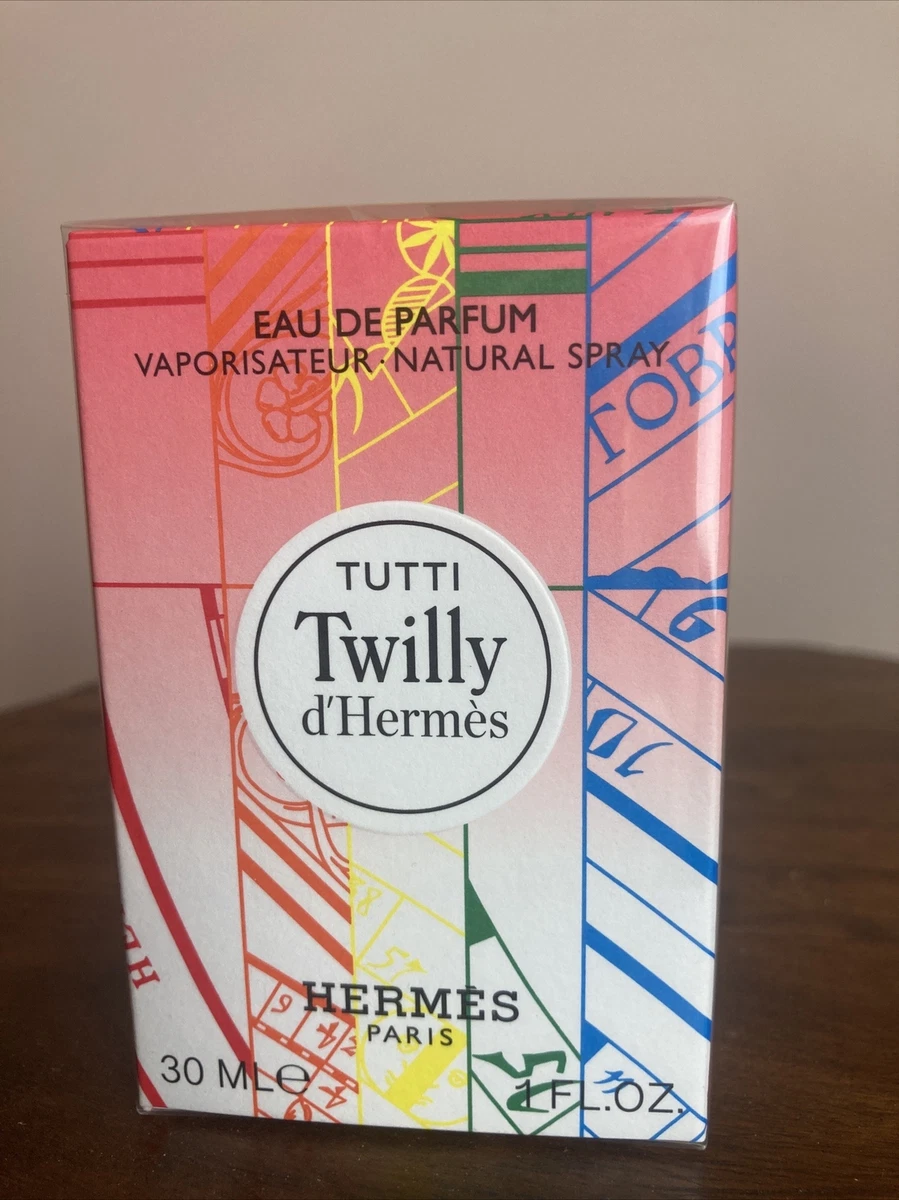 EAU DE PARFUM
VAPORISATEUR · NATURAL SPRAY
TUTTI
Twilly
d'Hermès
HERMÈS
PARIS
30 ML℮
1 FL.OZ.